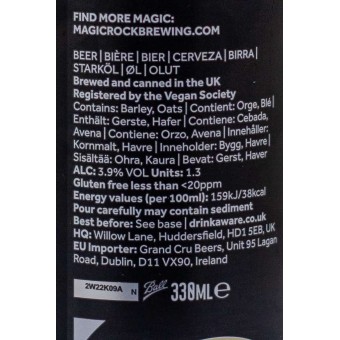 FIND MORE MAGIC:
MAGICROCKBREWING.COM
BEER | BIÈRE | BIER | CERVEZA | BIRRA |
STARKÖL | ØL | OLUT
Brewed and canned in the UK
Registered by the Vegan Society
Contains: Barley, Oats | Contient: Orge, Blé |
Enthält: Gerste, Hafer | Contiene: Cebada,
Avena | Contiene: Orzo, Avena | Innehåller:
Kornmalt, Havre | Inneholder: Bygg, Havre |
Sisältää: Ohra, Kaura | Bevat: Gerst, Haver
ALC: 3.9% VOL Units: 1.3
Gluten free less than <20ppm
Energy values (per 100ml): 159kJ/38kcal
Pour carefully may contain sediment
Best before: See base | drinkaware.co.uk
HQ: Willow Lane, Huddersfield, HD1 5EB, UK
EU Importer: Grand Cru Beers, Unit 95 Lagan
Road, Dublin, D11 VX90, Ireland
2W22K09A N Ball 330ML e